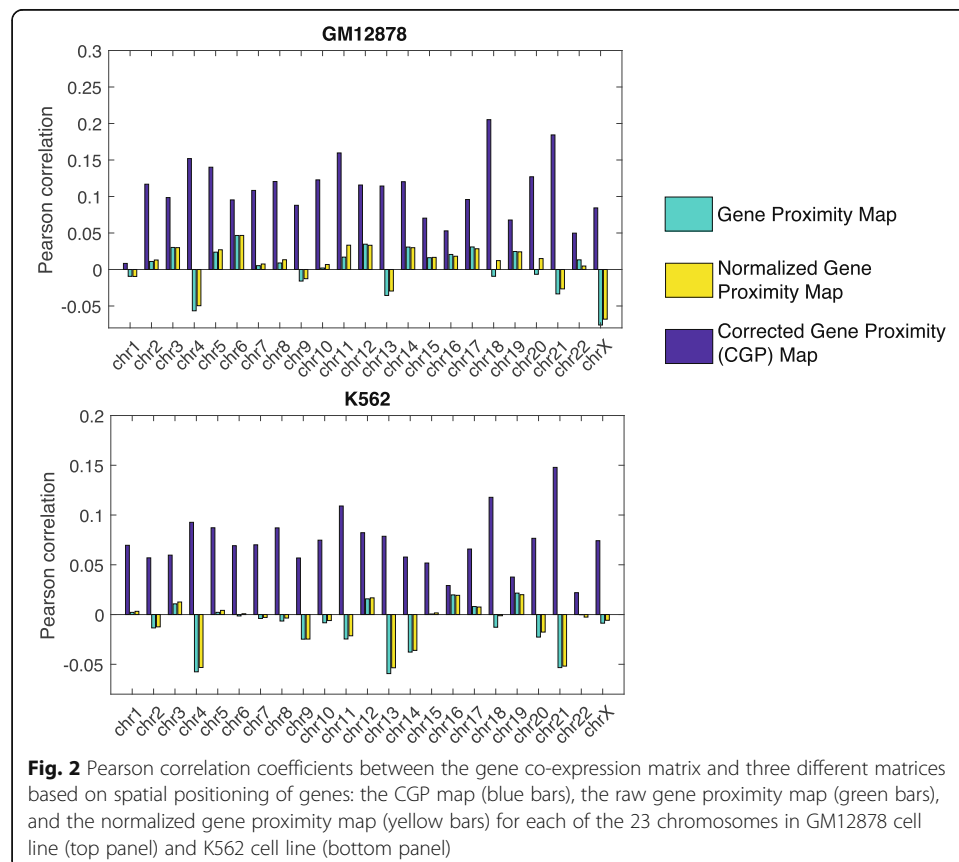 GM12878
0.3
0.25
0.2
0.15
0.1
0.05
0
-0.05
Pearson correlation
chr1 chr2 chr3 chr4 chr5 chr6 chr7 chr8 chr9 chr10 chr11 chr12 chr13 chr14 chr15 chr16 chr17 chr18 chr19 chr20 chr21 chr22 chrX
Gene Proximity Map
Normalized Gene
Proximity Map
Corrected Gene Proximity
(CGP) Map
K562
0.2
0.15
0.1
0.05
0
-0.05
Pearson correlation
chr1 chr2 chr3 chr4 chr5 chr6 chr7 chr8 chr9 chr10 chr11 chr12 chr13 chr14 chr15 chr16 chr17 chr18 chr19 chr20 chr21 chr22 chrX
Fig. 2 Pearson correlation coefficients between the gene co-expression matrix and three different matrices
based on spatial positioning of genes: the CGP map (blue bars), the raw gene proximity map (green bars),
and the normalized gene proximity map (yellow bars) for each of the 23 chromosomes in GM12878 cell
line (top panel) and K562 cell line (bottom panel)